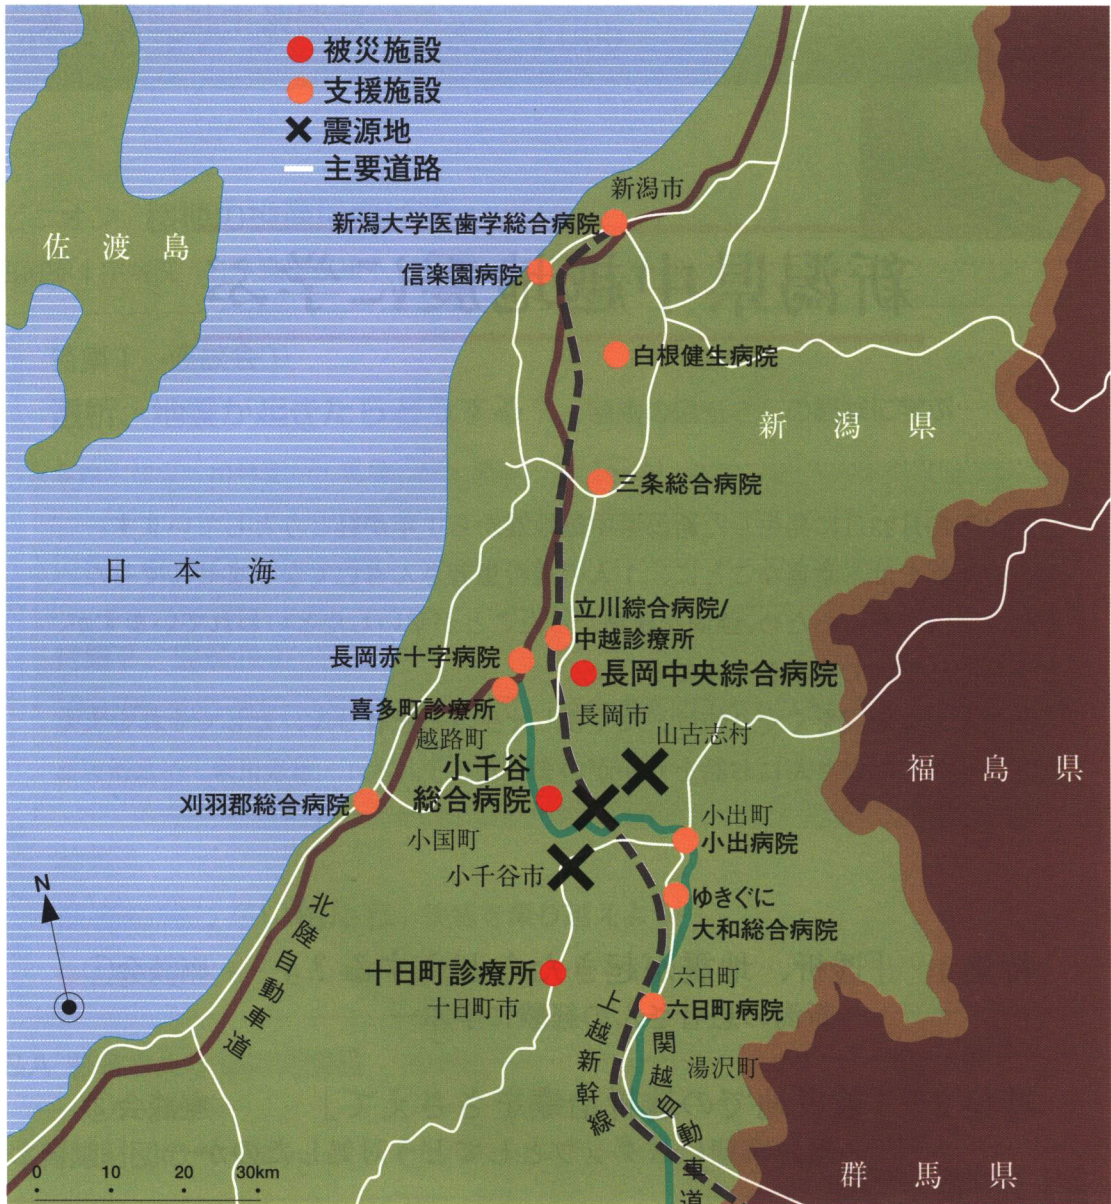 被災施設
支援施設
震源地
主要道路
新潟市
新潟大学医歯学総合病院
佐渡島
信楽園病院
白根健生病院
新潟県
三条総合病院
日本海
立川綜合病院/
中越診療所
長岡赤十字病院
長岡中央綜合病院
喜多町診療所
長岡市
越路町
山古志村
小千谷
総合病院
福島県
刈羽郡総合病院
小国町
小出町
小出病院
小千谷市
N
ゆきぐに
大和総合病院
北陸自動車道
十日町診療所
十日町市
六日町
六日町病院
上越新幹線
関越自動車道
湯沢町
0 10 20 30km
群馬県